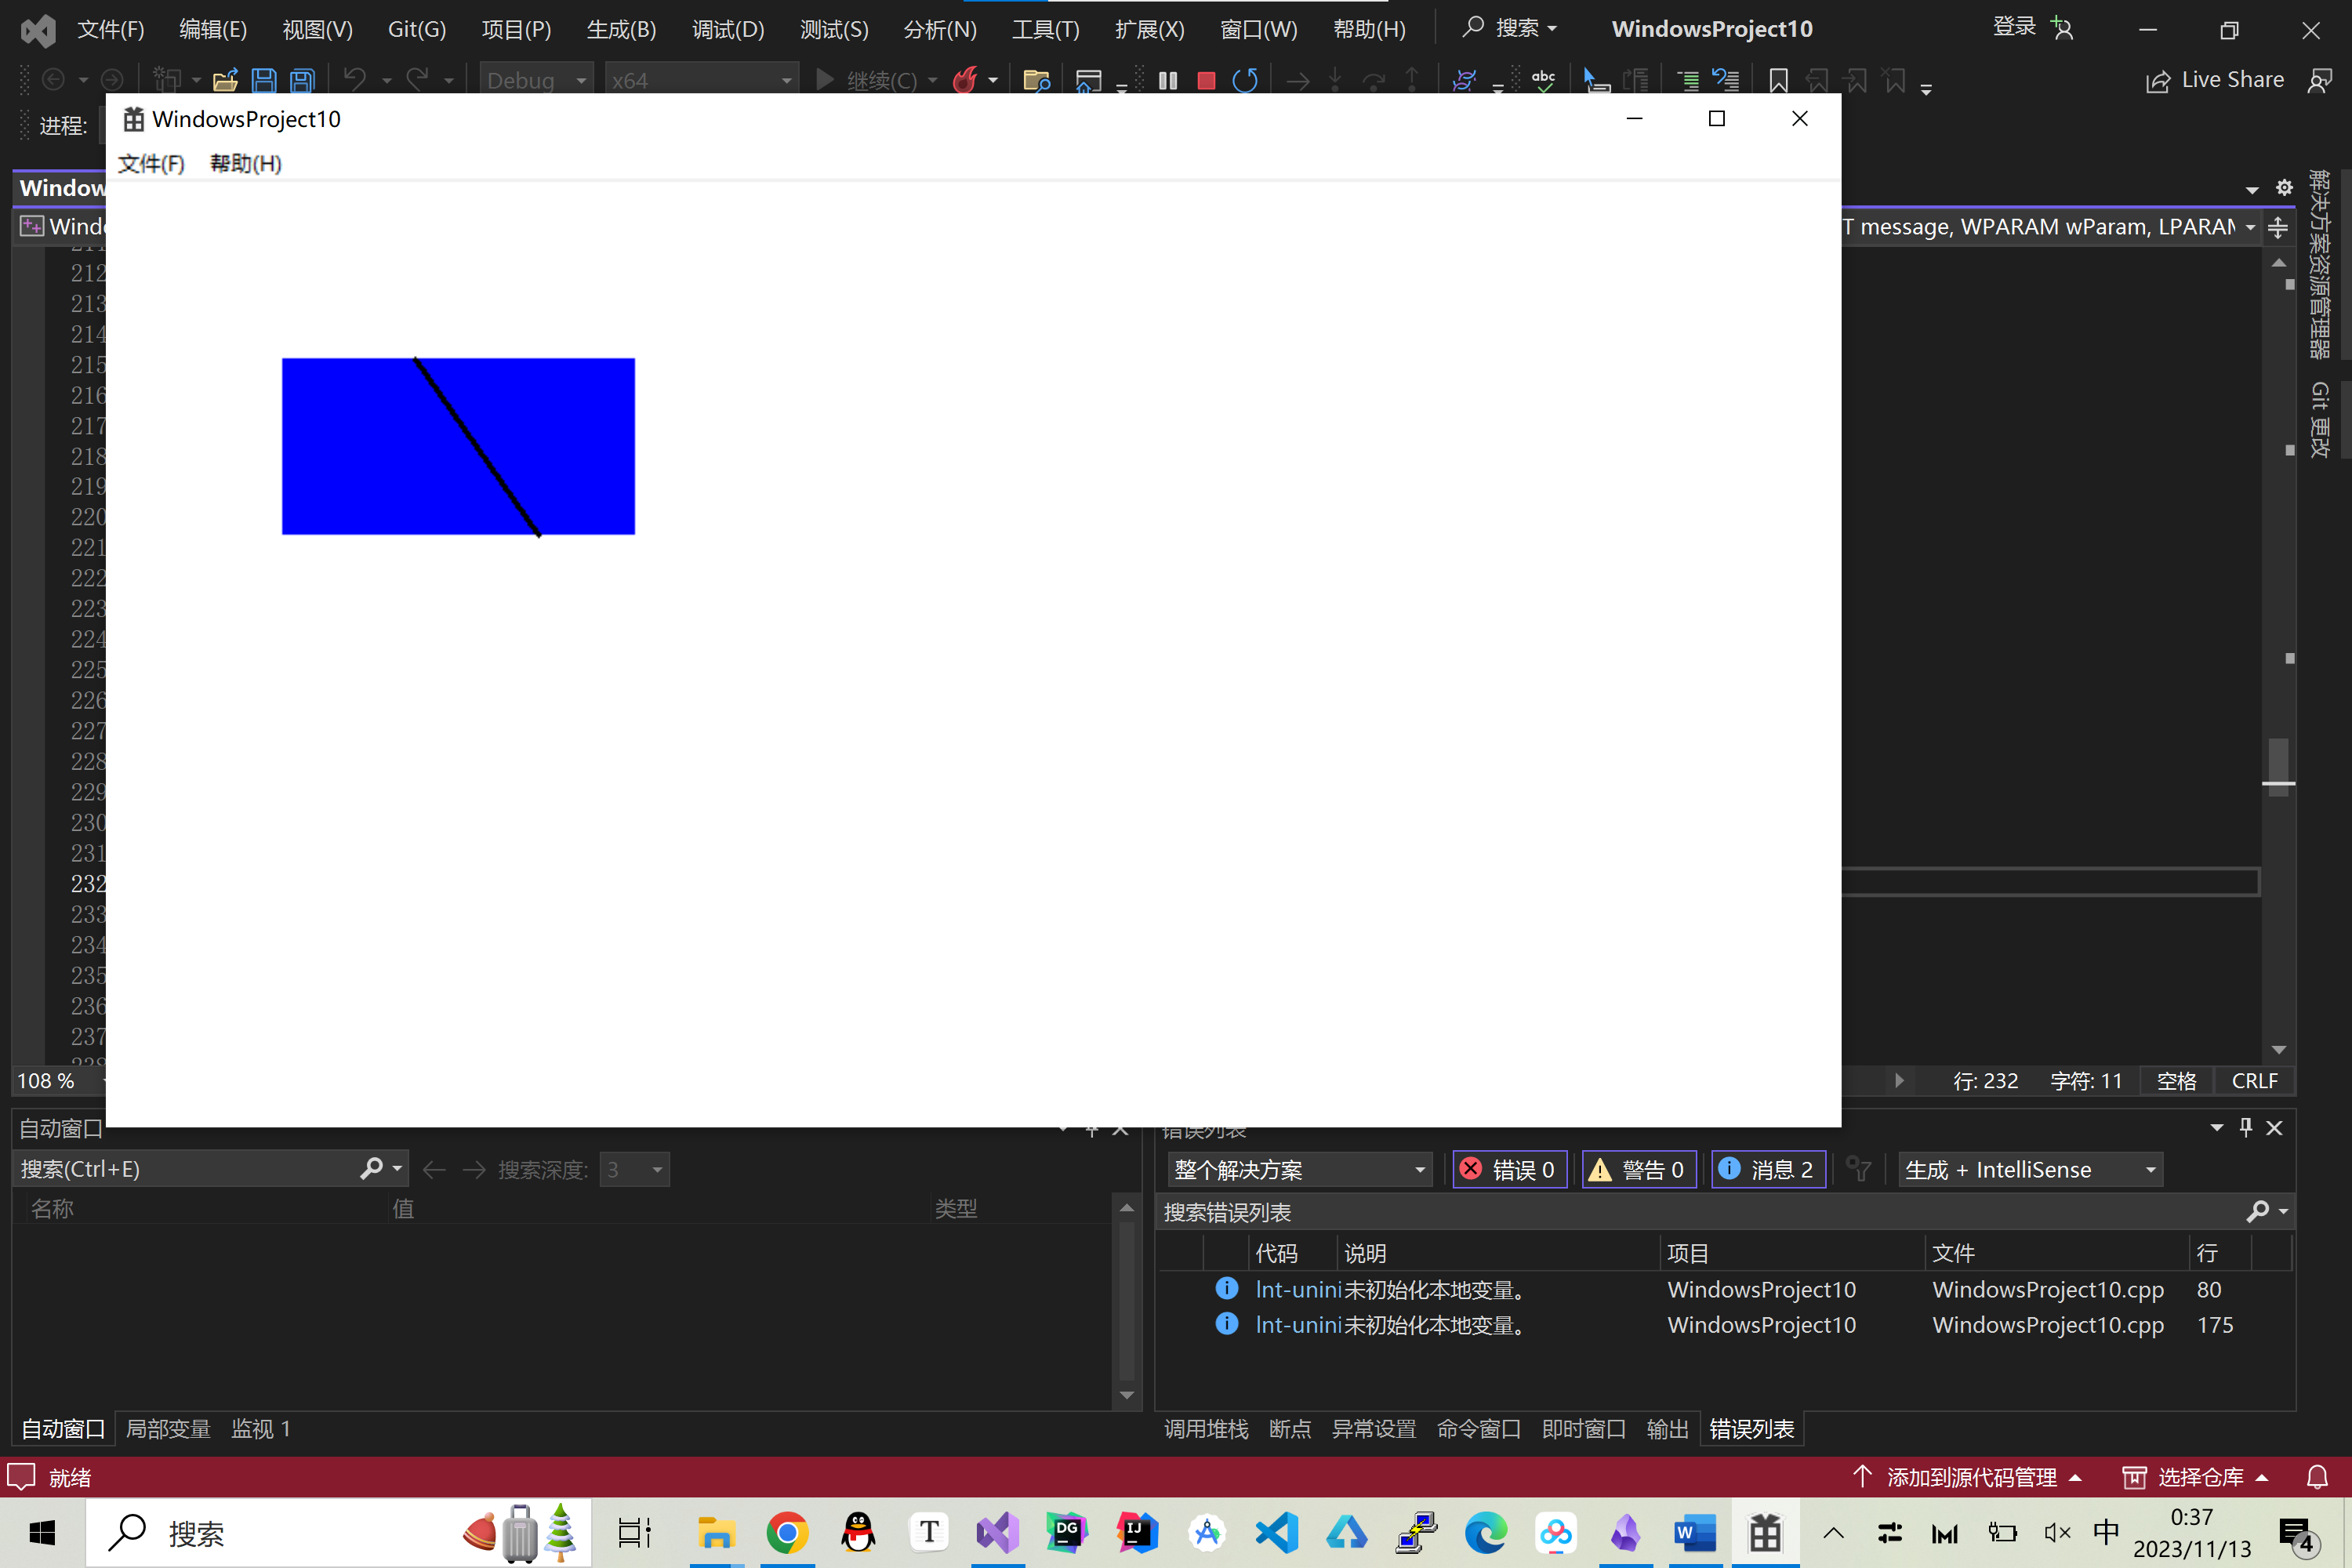 文件(F) 编辑(E) 视图(V) Git(G) 项目(P) 生成(B) 调试(D) 测试(S) 分析(N) 工具(T) 扩展(X) 窗口(W) 帮助(H) 搜索 WindowsProject10 登录
Debug x64 继续(C) abc Live Share
进程:
WindowsProject10
文件(F) 帮助(H)
Window
Windo
T message, WPARAM wParam, LPARAM
解决方案资源管理器
Git 更改
212
213
214
215
216
217
218
219
220
221
222
223
224
225
226
227
228
229
230
231
232
233
234
235
236
237
108 % 行: 232 字符: 11 空格 CRLF
自动窗口
搜索(Ctrl+E) 搜索深度: 3
名称 值 类型
自动窗口 局部变量 监视 1
错误列表
整个解决方案 错误 0 警告 0 消息 2 生成 + IntelliSense
搜索错误列表
代码 说明 项目 文件 行
lnt-unini 未初始化本地变量。 WindowsProject10 WindowsProject10.cpp 80
lnt-unini 未初始化本地变量。 WindowsProject10 WindowsProject10.cpp 175
调用堆栈 断点 异常设置 命令窗口 即时窗口 输出 错误列表
就绪 添加到源代码管理 选择仓库
搜索 T DG IJ W 中 0:37
2023/11/13 4